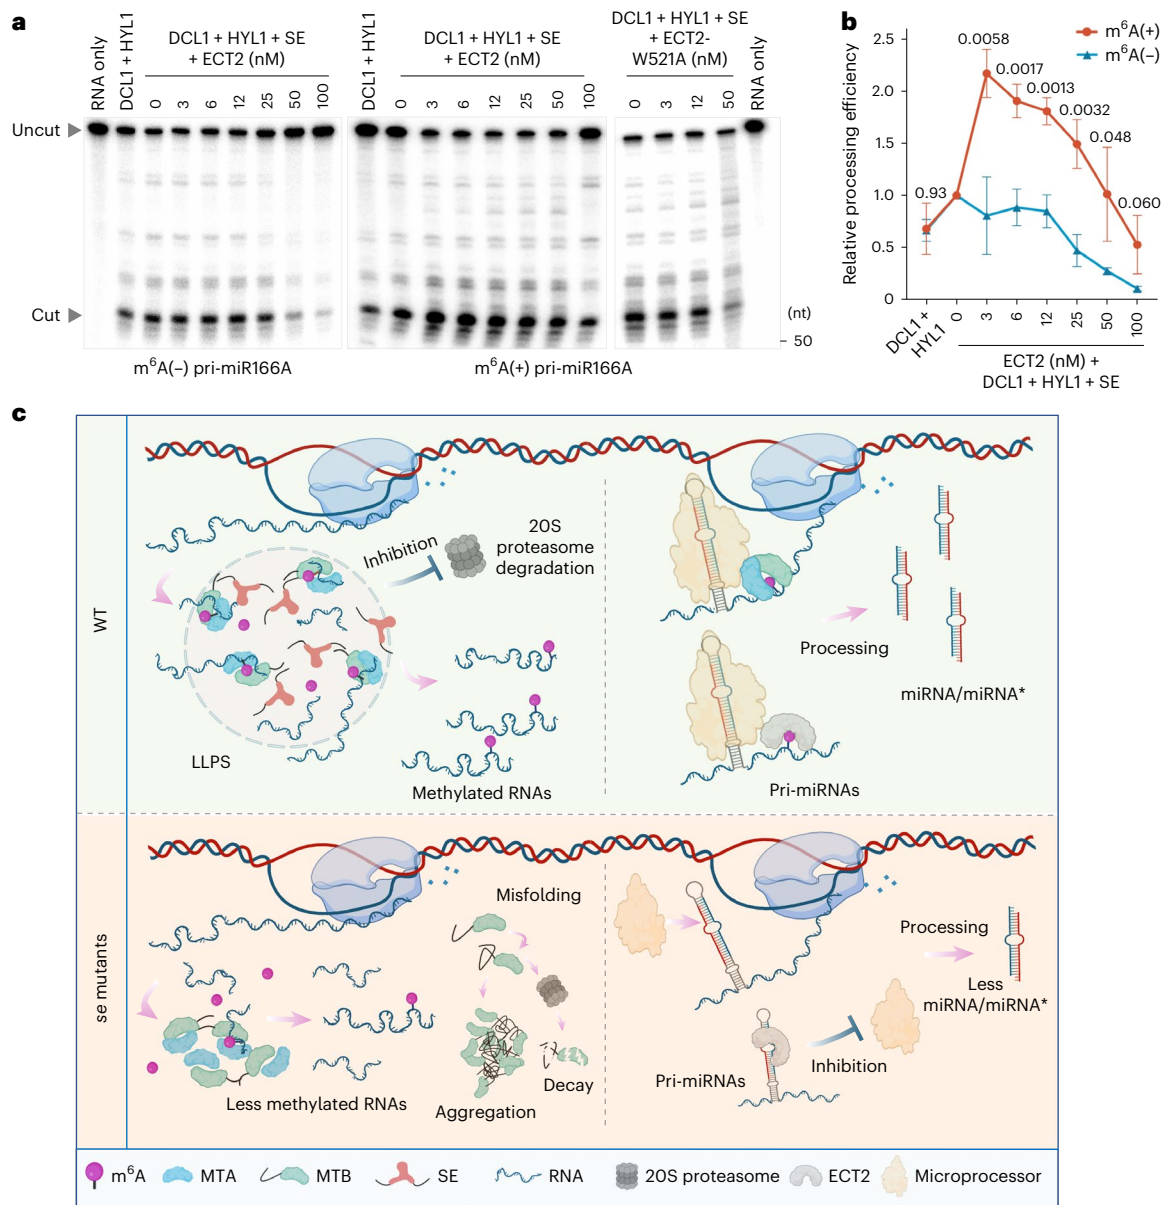 a
RNA only
DCL1 + HYL1
DCL1 + HYL1 + SE
+ ECT2 (nM)
0 3 6 12 25 50 100
DCL1 + HYL1
DCL1 + HYL1 + SE
+ ECT2 (nM)
0 3 6 12 25 50 100
DCL1 + HYL1 + SE
+ ECT2-
W521A (nM)
0 3 12 50
RNA only
Uncut
Cut
(nt)
50
m⁶A(−) pri-miR166A
m⁶A(+) pri-miR166A
b
m⁶A(+)
m⁶A(−)
Relative processing efficiency
2.5
2.0
1.5
1.0
0.5
0
0.93
0.0058
0.0017
0.0013
0.0032
0.048
0.060
DCL1+
HYL1
0 3 6 12 25 50 100
ECT2 (nM) +
DCL1 + HYL1 + SE
c
WT
Inhibition
20S
proteasome
degradation
LLPS
Methylated RNAs
Processing
miRNA/miRNA*
Pri-miRNAs
se mutants
Misfolding
Less methylated RNAs
Aggregation
Decay
Processing
Less
miRNA/miRNA*
Inhibition
Pri-miRNAs
m⁶A MTA MTB SE RNA 20S proteasome ECT2 Microprocessor